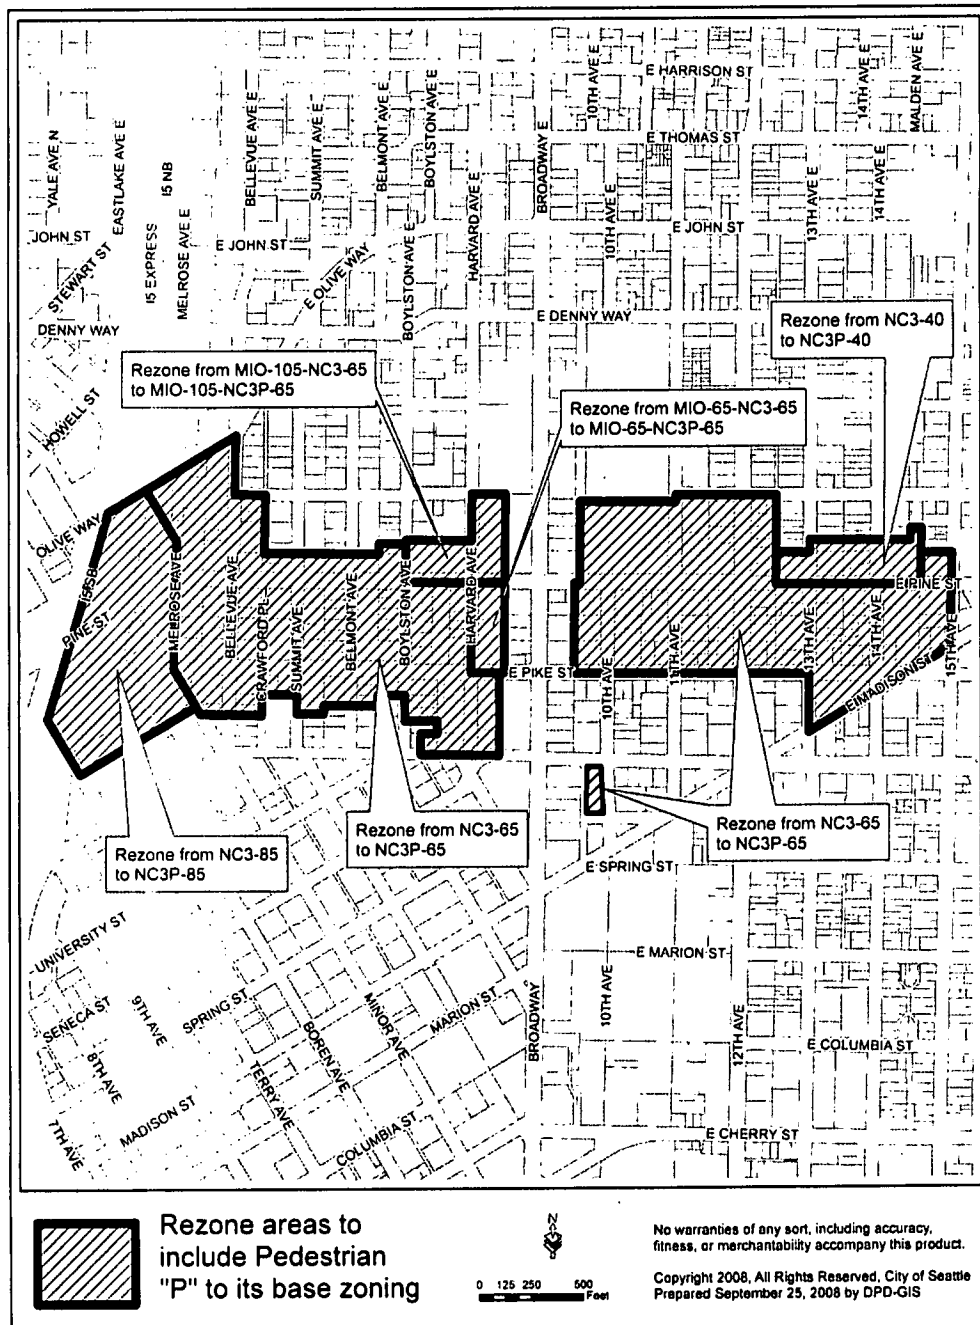 E HARRISON ST
10TH AVE E
14TH AVE E
MALDEN AVE E
E THOMAS ST
YALE AVE N
EASTLAKE AVE E
I5 NB
BELLEVUE AVE E
SUMMIT AVE E
BELMONT AVE E
BOYLSTON AVE E
HARVARD AVE E
BROADWAY E
10TH AVE E
13TH AVE E
14TH AVE E
JOHN ST
STEWART ST
I5 EXPRESS
MELROSE AVE E
E JOHN ST
E OLIVE WAY
BOYLSTON AVE E
E JOHN ST
DENNY WAY
E DENNY WAY
Rezone from NC3-40
to NC3P-40
Rezone from MIO-105-NC3-65
to MIO-105-NC3P-65
Rezone from MIO-65-NC3-65
to MIO-65-NC3P-65
HOWELL ST
OLIVE WAY
I5 SB
PINE ST
MELROSE AVE
BELLEVUE AVE
CRAWFORD PL
SUMMIT AVE
BELMONT AVE
BOYLSTON AVE
HARVARD AVE
E PIKE ST
10TH AVE
11TH AVE
13TH AVE
14TH AVE
E PINE ST
15TH AVE
E MADISON ST
Rezone from NC3-85
to NC3P-85
Rezone from NC3-65
to NC3P-65
Rezone from NC3-65
to NC3P-65
E SPRING ST
UNIVERSITY ST
SENECA ST
9TH AVE
8TH AVE
7TH AVE
SPRING ST
MADISON ST
TERRY AVE
BOREN AVE
MINOR AVE
MARION ST
COLUMBIA ST
BROADWAY
10TH AVE
E MARION ST
12TH AVE
E COLUMBIA ST
E CHERRY ST
Rezone areas to
include Pedestrian
"P" to its base zoning
N
0 125 250 500
Feet
No warranties of any sort, including accuracy,
fitness, or merchantability accompany this product.
Copyright 2008, All Rights Reserved, City of Seattle
Prepared September 25, 2008 by DPD-GIS